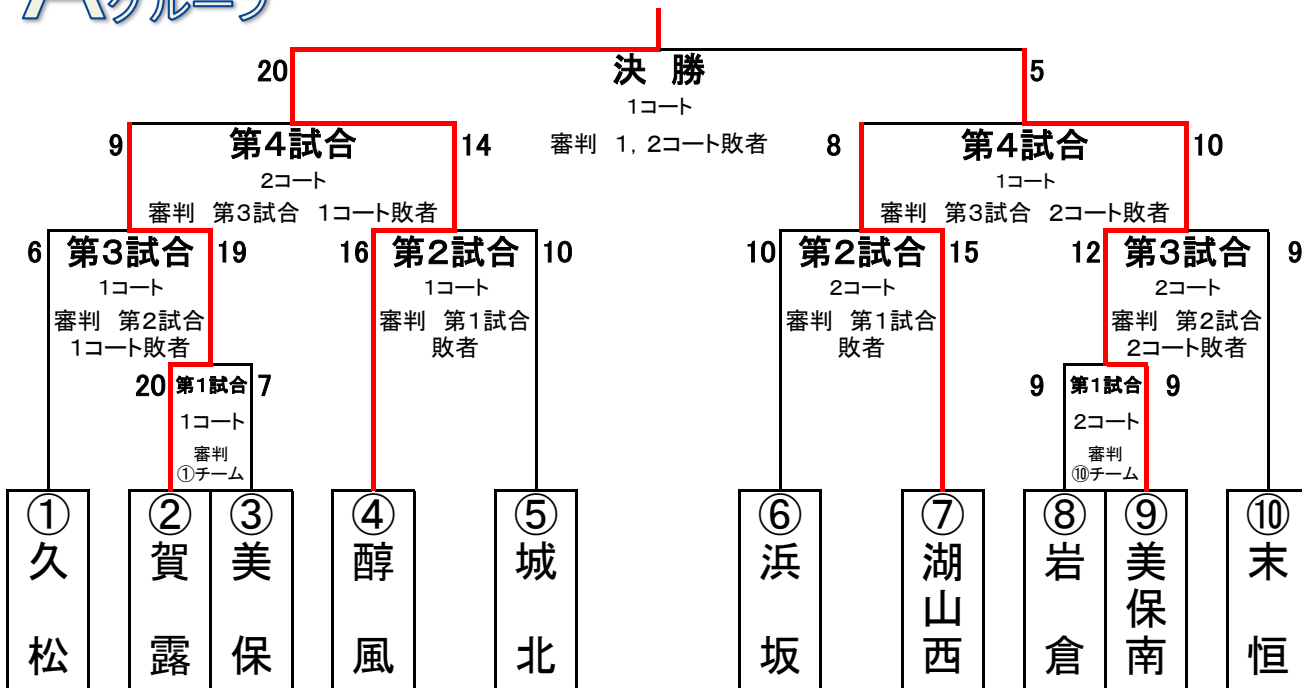 Aグループ
20 決 勝 5
1コート
審判 1, 2コート敗者
9 第4試合 14
2コート
審判 第3試合 1コート敗者
8 第4試合 10
1コート
審判 第3試合 2コート敗者
6 第3試合 19
1コート
審判 第2試合
1コート敗者
16 第2試合 10
1コート
審判 第1試合
敗者
10 第2試合 15
2コート
審判 第1試合
敗者
12 第3試合 9
2コート
審判 第2試合
2コート敗者
20 第1試合 7
1コート
審判
①チーム
9 第1試合 9
2コート
審判
⑩チーム
①久松
②賀露
③美保
④醇風
⑤城北
⑥浜坂
⑦湖山西
⑧岩倉
⑨美保南
⑩末恒